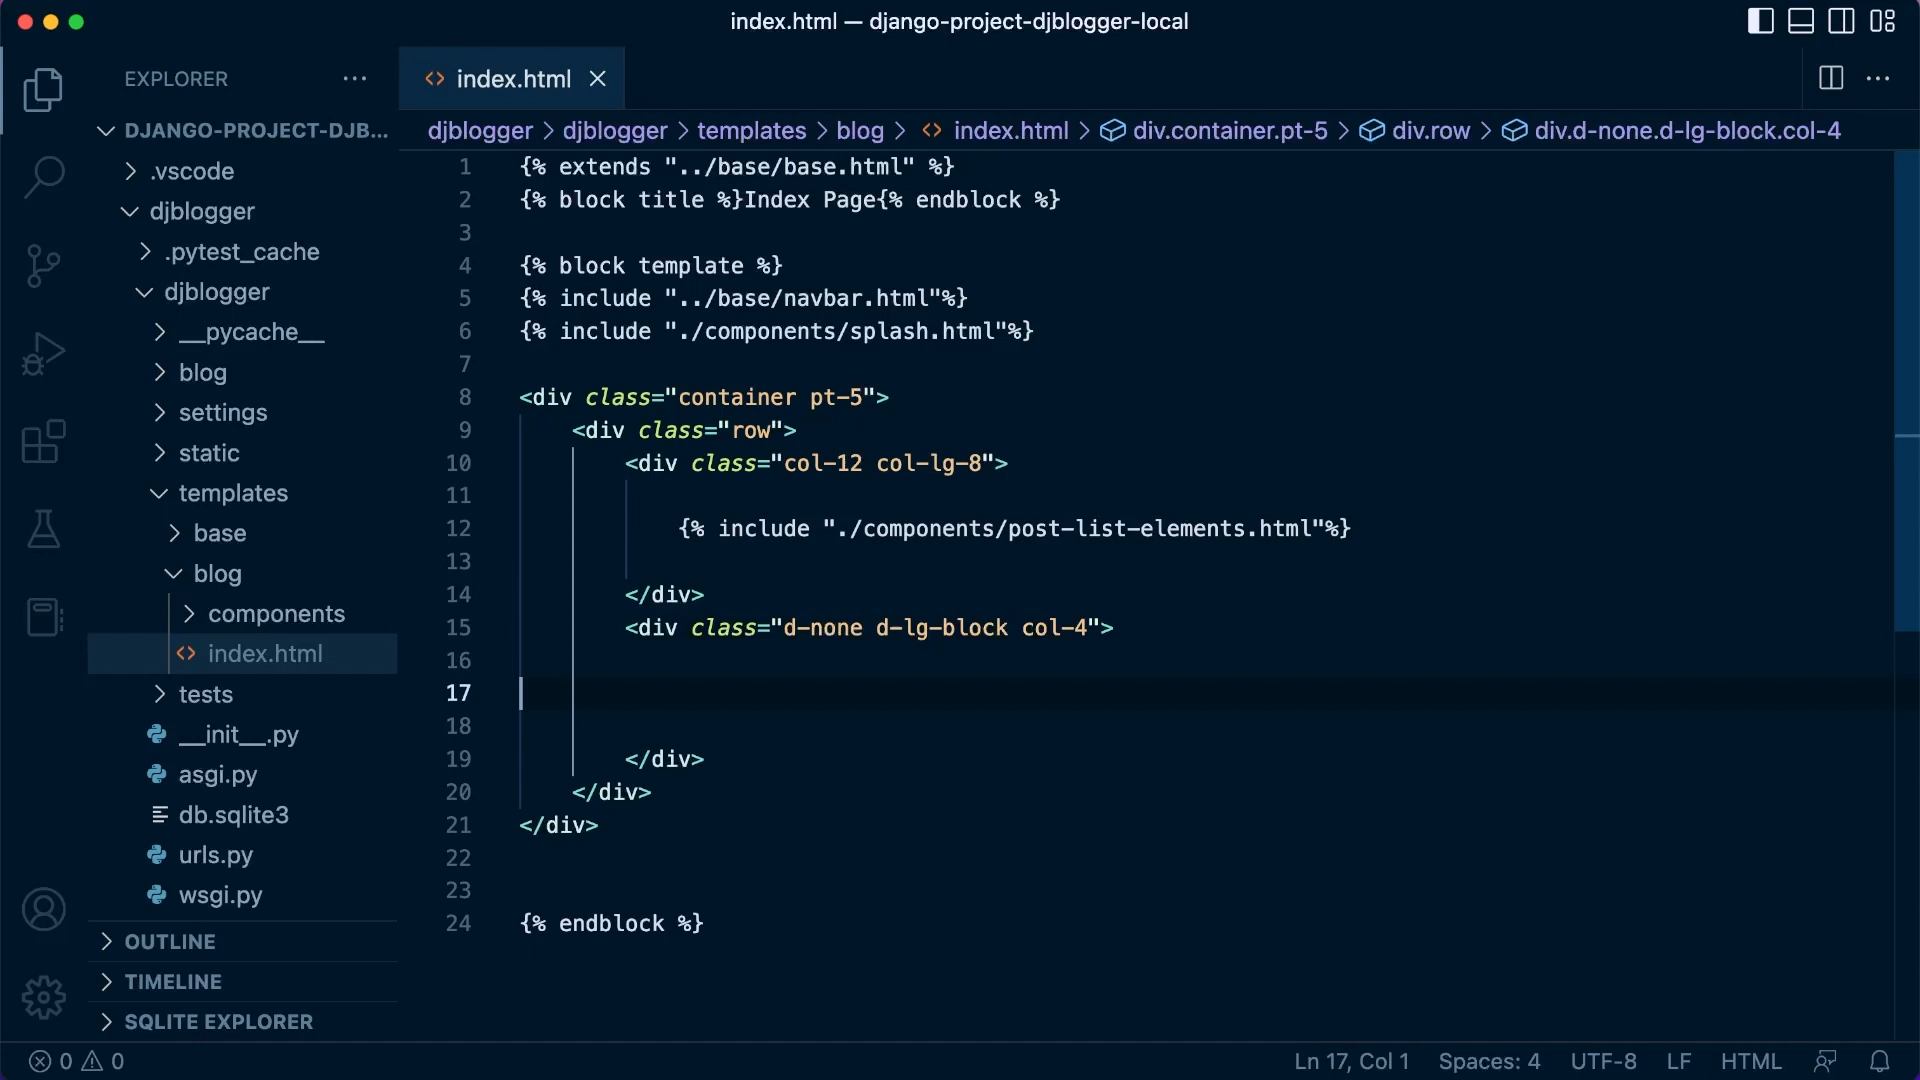 index.html — django-project-djblogger-local
EXPLORER
DJANGO-PROJECT-DJB...
.vscode
djblogger
.pytest_cache
djblogger
__pycache__
blog
settings
static
templates
base
blog
components
index.html
tests
__init__.py
asgi.py
db.sqlite3
urls.py
wsgi.py
OUTLINE
TIMELINE
SQLITE EXPLORER
index.html
djblogger > djblogger > templates > blog > index.html > div.container.pt-5 > div.row > div.d-none.d-lg-block.col-4
1 {% extends "../base/base.html" %}
2 {% block title %}Index Page{% endblock %}
3
4 {% block template %}
5 {% include "../base/navbar.html"%}
6 {% include "./components/splash.html"%}
7
8 <div class="container pt-5">
9 <div class="row">
10 <div class="col-12 col-lg-8">
11
12 {% include "./components/post-list-elements.html"%}
13
14 </div>
15 <div class="d-none d-lg-block col-4">
16
17
18
19 </div>
20 </div>
21 </div>
22
23
24 {% endblock %}
0 0
Ln 17, Col 1 Spaces: 4 UTF-8 LF HTML